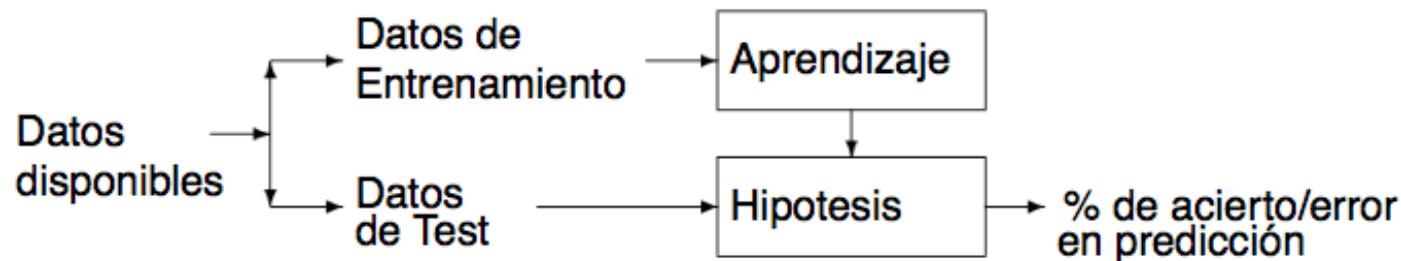 Datos de
Entrenamiento
Aprendizaje
Datos
disponibles
Datos
de Test
Hipotesis
% de acierto/error
en predicción